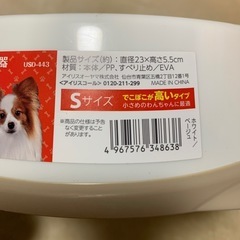 USO-443
製品サイズ(約):直径23×高さ5.5cm
材質:本体/PP、すべり止め/EVA
アイリスオーヤマ株式会社 仙台市青葉区五橋2丁目12番1号
《アイリスコール》 0120-211-299
Sサイズ
でこぼこが高いタイプ
小さめのわんちゃんに最適
※商品の仕様は予告なく変更することがあります。
ホワイト/ベージュ
4 967576 348638